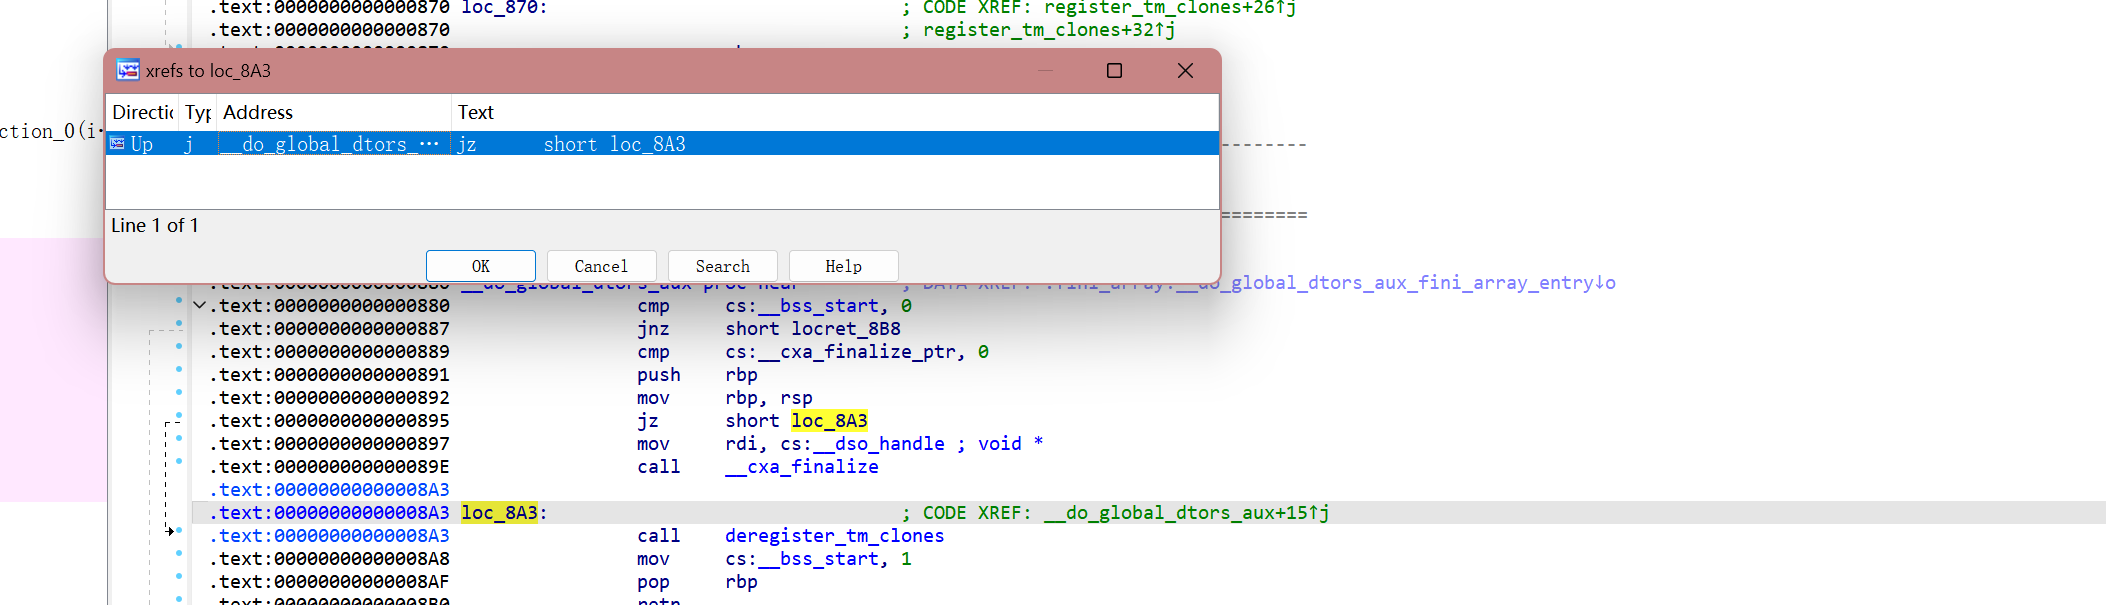 .text:0000000000000870 loc_870: ; CODE XREF: register_tm_clones+26↑j
.text:0000000000000870 ; register_tm_clones+32↑j
xrefs to loc_8A3
Directic Typ Address Text
Up j __do_global_dtors_… jz short loc_8A3
Line 1 of 1
OK Cancel Search Help
ction_0(i·
--------
========
__do_global_dtors_aux proc near ; DATA XREF: .fini_array:__do_global_dtors_aux_fini_array_entry↓o
.text:0000000000000880 cmp cs:__bss_start, 0
.text:0000000000000887 jnz short locret_8B8
.text:0000000000000889 cmp cs:__cxa_finalize_ptr, 0
.text:0000000000000891 push rbp
.text:0000000000000892 mov rbp, rsp
.text:0000000000000895 jz short loc_8A3
.text:0000000000000897 mov rdi, cs:__dso_handle ; void *
.text:000000000000089E call __cxa_finalize
.text:00000000000008A3
.text:00000000000008A3 loc_8A3: ; CODE XREF: __do_global_dtors_aux+15↑j
.text:00000000000008A3 call deregister_tm_clones
.text:00000000000008A8 mov cs:__bss_start, 1
.text:00000000000008AF pop rbp
.text:00000000000008B0 retn